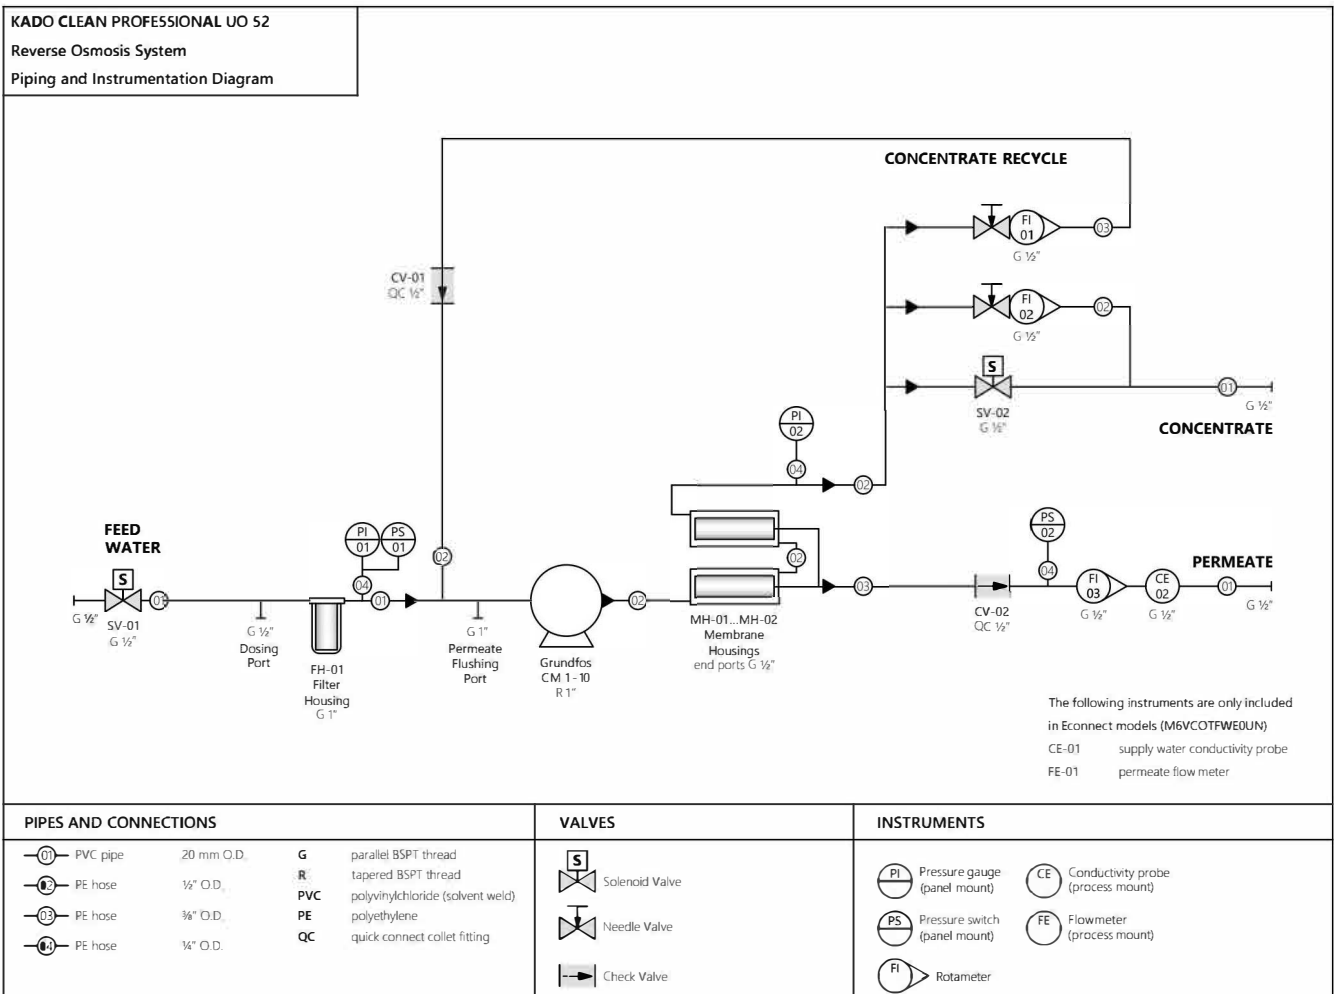 KADO CLEAN PROFESSIONAL UO 52
Reverse Osmosis System
Piping and Instrumentation Diagram
CONCENTRATE RECYCLE
FI
01
G ½"
03
CV-01
QC ½"
FI
02
G ½"
02
S
SV-02
G ½"
01
G ½"
CONCENTRATE
PI
02
04
02
FEED
WATER
S
G ½"
SV-01
G ½"
01
G ½"
Dosing
Port
FH-01
Filter
Housing
G 1"
PI
01
PS
01
04
01
02
G 1"
Permeate
Flushing
Port
Grundfos
CM 1-10
R 1"
02
02
MH-01...MH-02
Membrane
Housings
end ports G ½"
03
CV-02
QC ½"
PS
02
04
FI
03
G ½"
CE
02
G ½"
PERMEATE
01
G ½"
The following instruments are only included
in Econnect models (M6VCOTFWE0UN)
CE-01 supply water conductivity probe
FE-01 permeate flow meter
PIPES AND CONNECTIONS
01 PVC pipe 20 mm O.D.
02 PE hose ½" O.D.
03 PE hose ⅜" O.D.
04 PE hose ¼" O.D.
G parallel BSPT thread
R tapered BSPT thread
PVC polyvinylchloride (solvent weld)
PE polyethylene
QC quick connect collet fitting
VALVES
S
Solenoid Valve
Needle Valve
Check Valve
INSTRUMENTS
PI Pressure gauge
(panel mount)
PS Pressure switch
(panel mount)
FI Rotameter
CE Conductivity probe
(process mount)
FE Flowmeter
(process mount)